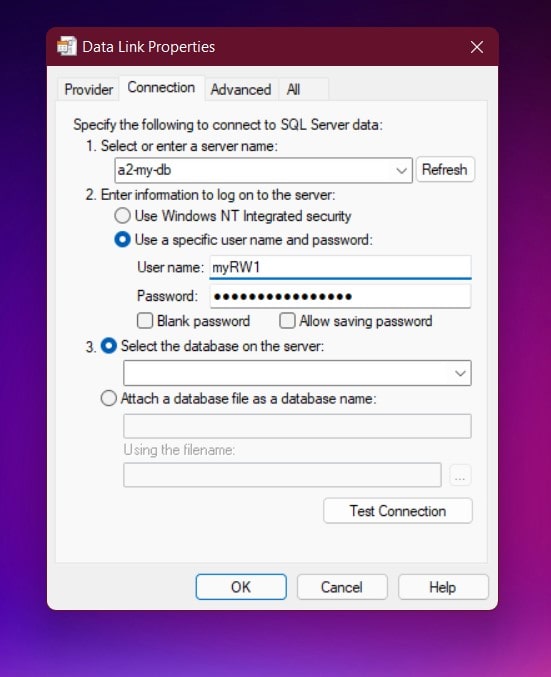 Data Link Properties
Provider Connection Advanced All
Specify the following to connect to SQL Server data:
1. Select or enter a server name:
a2-my-db Refresh
2. Enter information to log on to the server:
Use Windows NT Integrated security
Use a specific user name and password:
User name: myRW1
Password: ●●●●●●●●●●●●●●●●
Blank password Allow saving password
3. Select the database on the server:
Attach a database file as a database name:
Using the filename:
...
Test Connection
OK Cancel Help